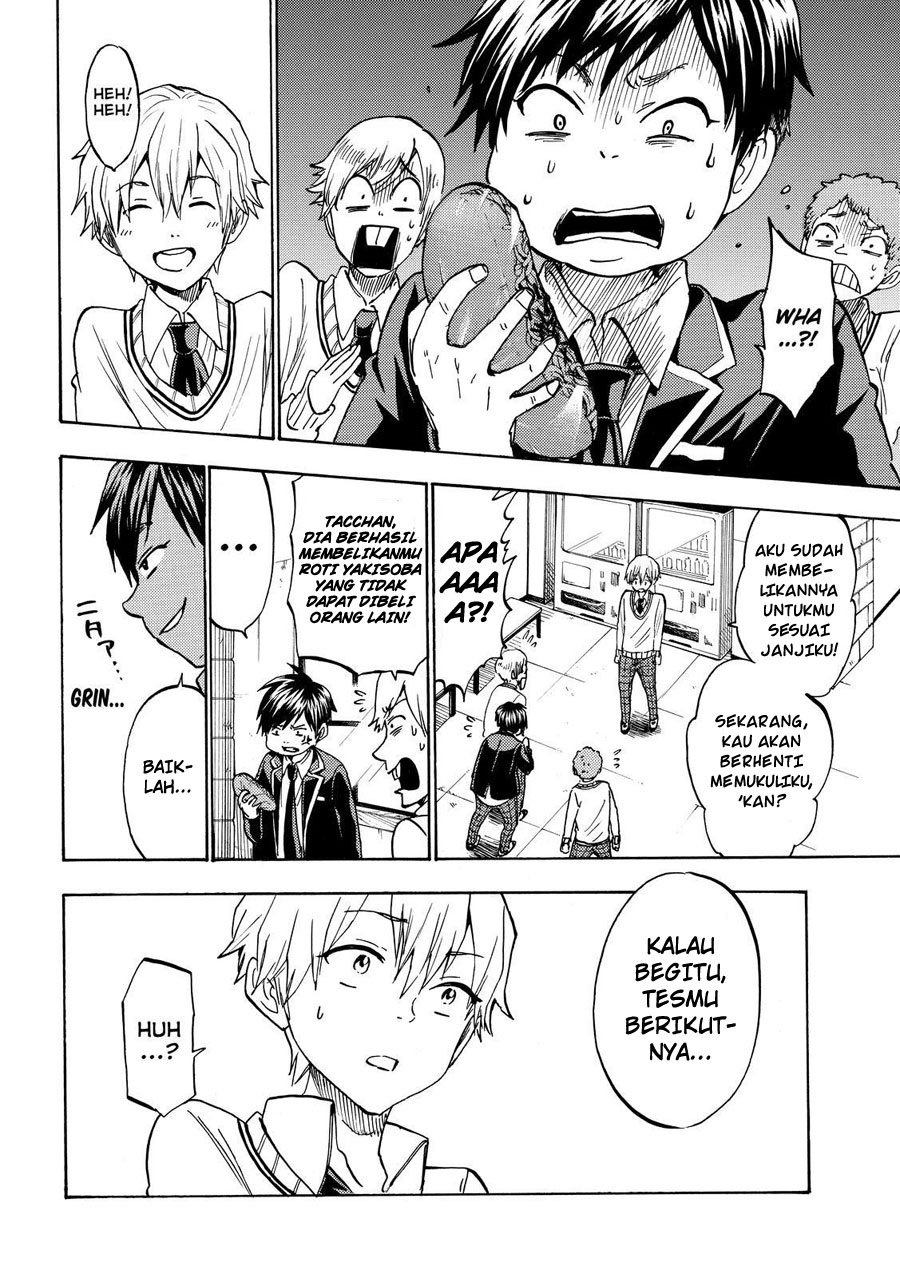 WHA
...?!
HEH!
HEH!
AKU SUDAH
MEMBE-
LIKANNYA
UNTUKMU
SESUAI
JANJIKU!
SEKARANG,
KAU AKAN
BERHENTI
MEMUKULIKU,
'KAN?
APA
AAA
A?!
TACCHAN,
DIA BERHASIL
MEMBELIKANMU
ROTI YAKISOBA
YANG TIDAK
DAPAT DIBELI
ORANG LAIN!
...
ニタァ...
GRIN...
BAIK-
LAH...
KALAU
BEGITU,
TESMU
BERIKUT-
NYA...
HUH
...?